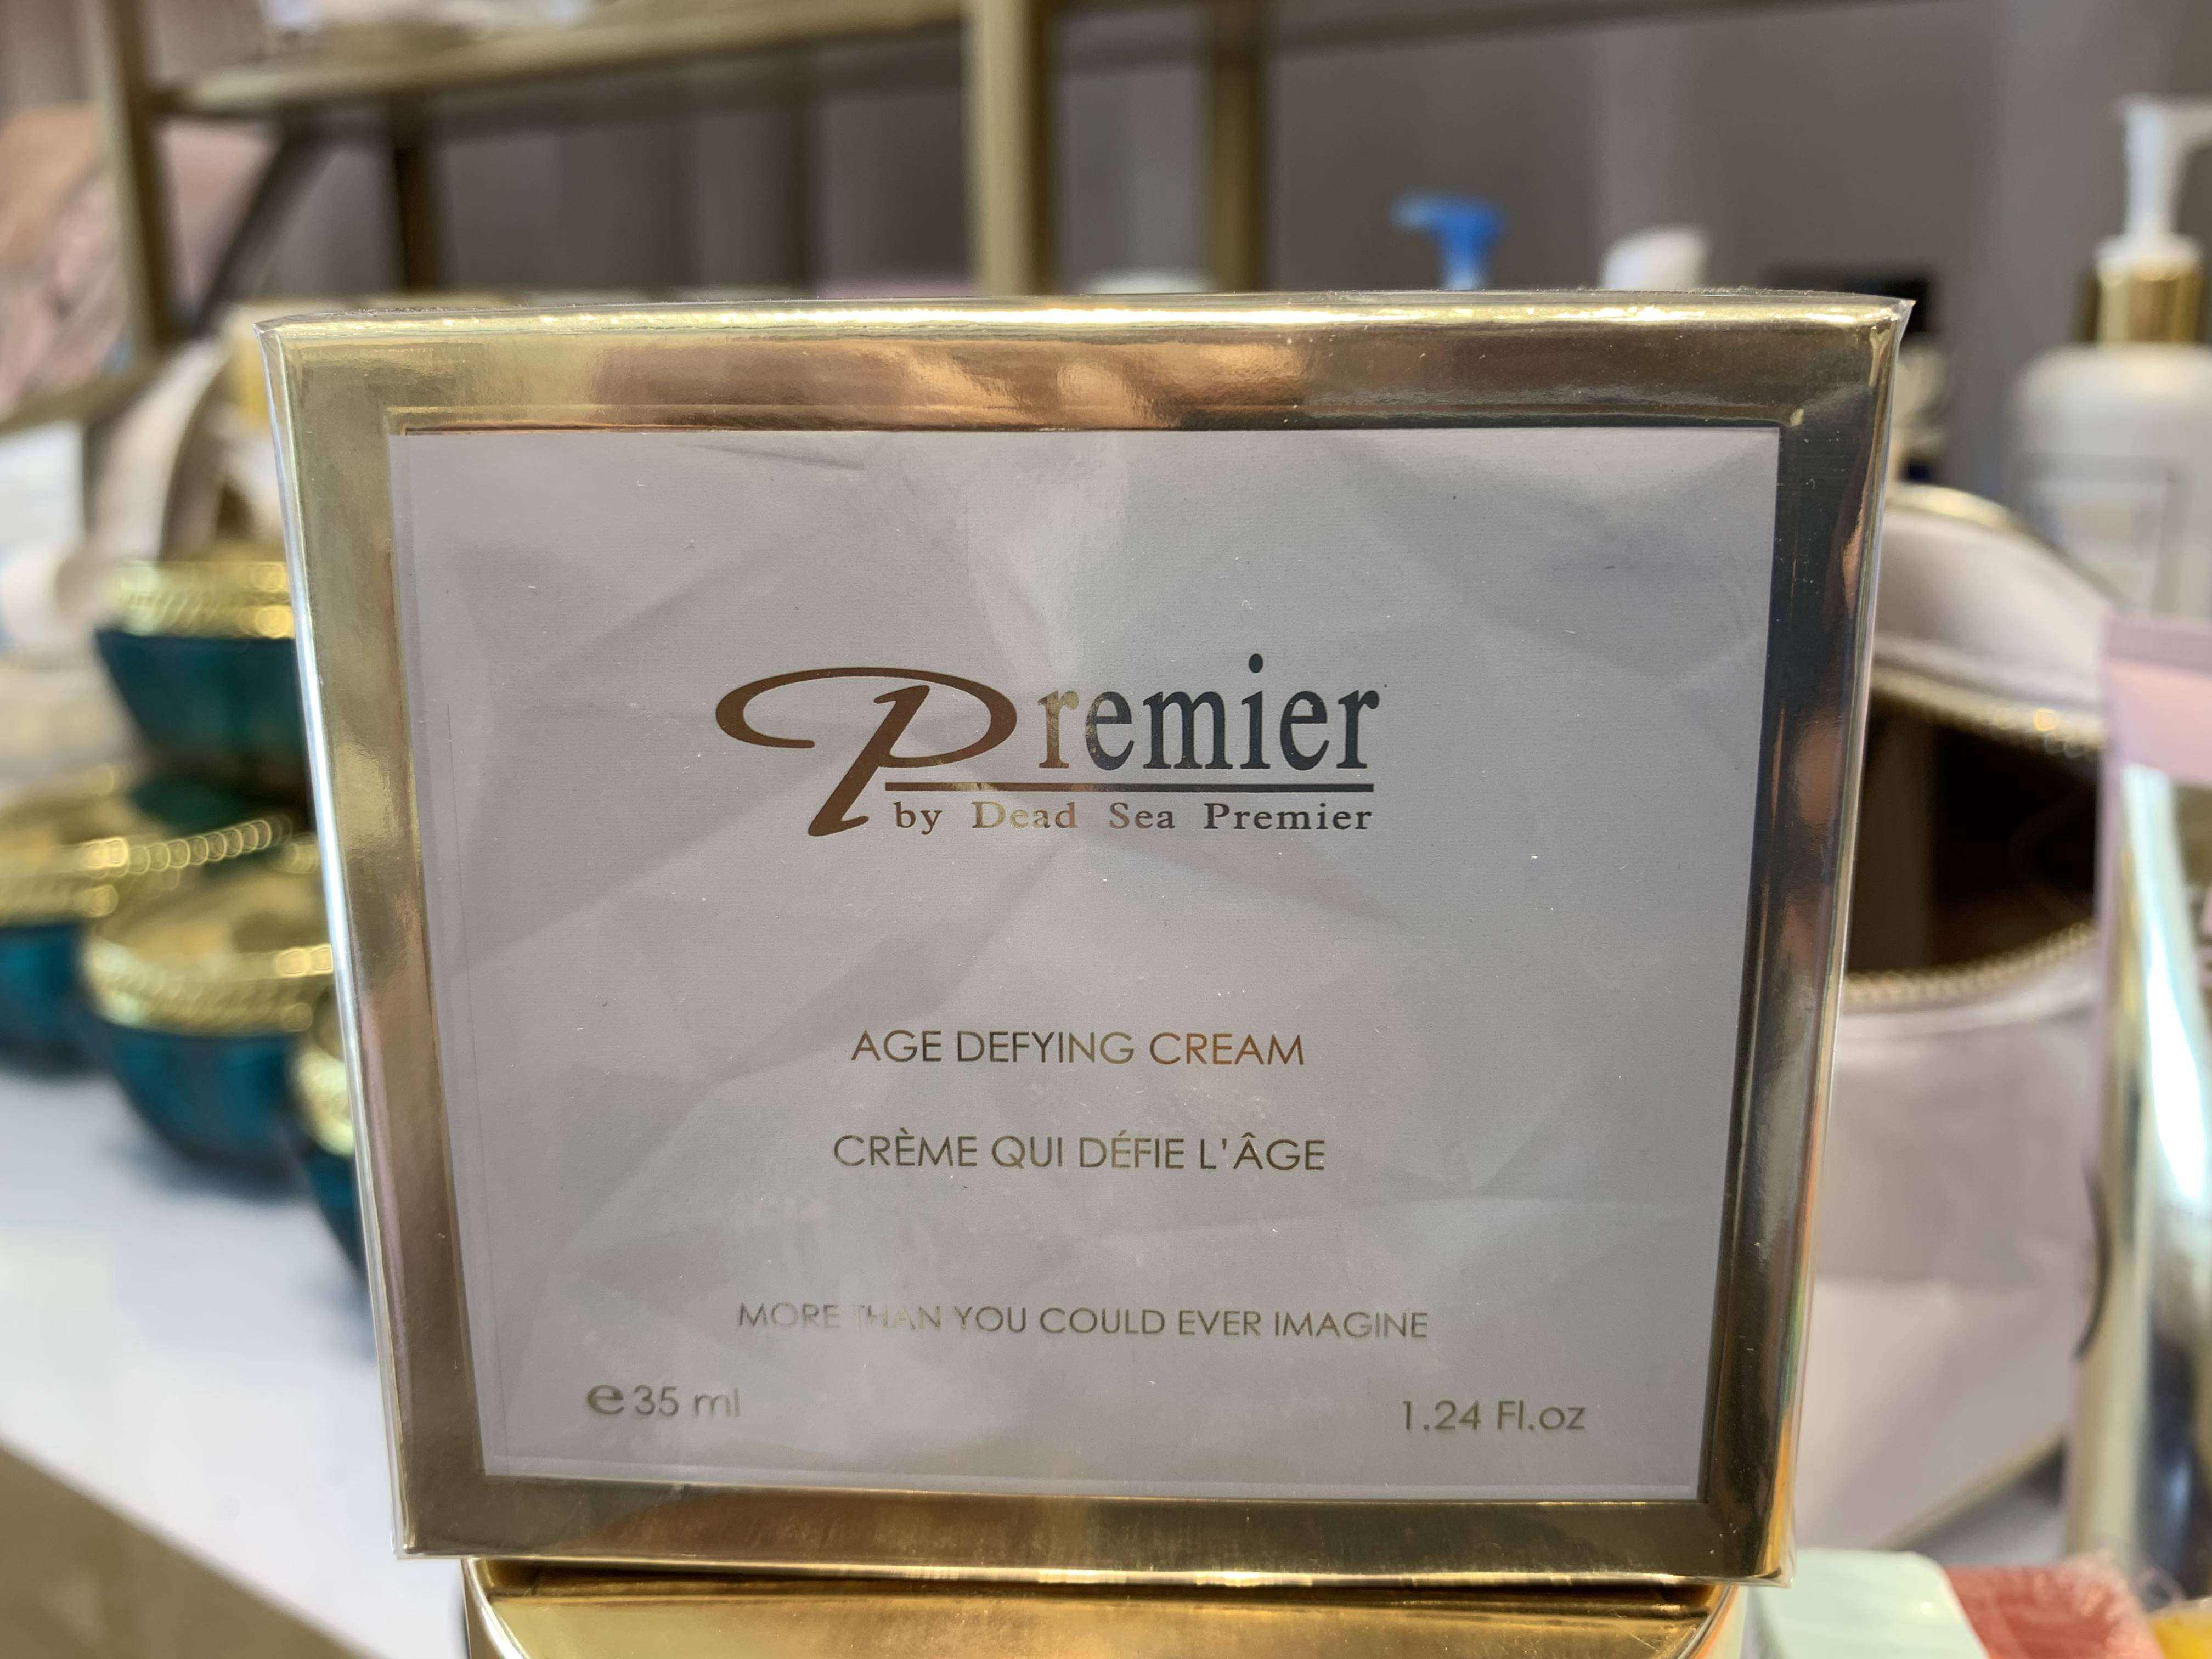 Premier
by Dead Sea Premier
AGE DEFYING CREAM
CRÈME QUI DÉFIE L'ÂGE
MORE THAN YOU COULD EVER IMAGINE
℮35 ml 1.24 Fl.oz